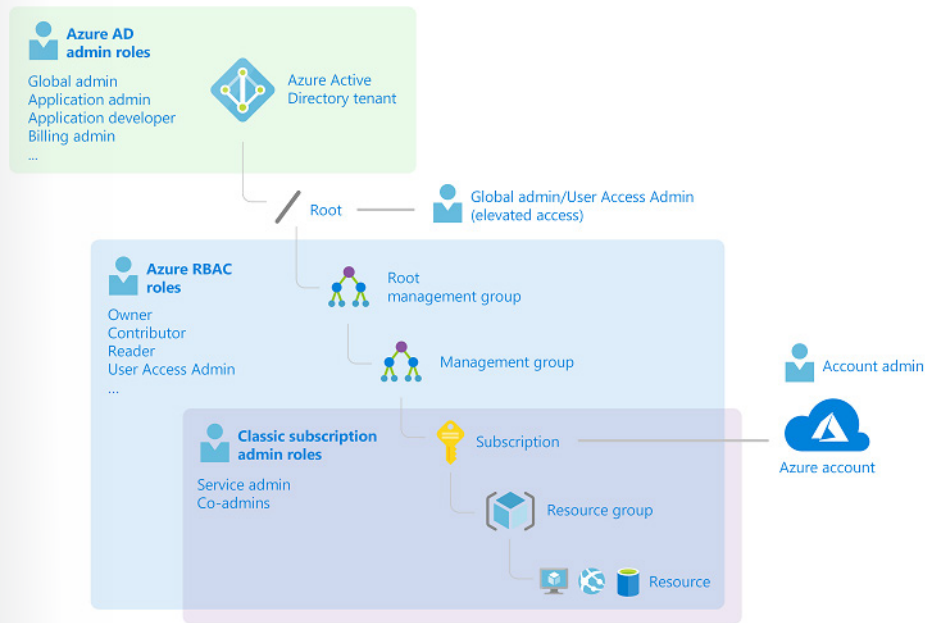 Azure AD
admin roles
Global admin
Application admin
Application developer
Billing admin
...
Azure Active
Directory tenant
Root
Global admin/User Access Admin
(elevated access)
Azure RBAC
roles
Owner
Contributor
Reader
User Access Admin
...
Root
management group
Management group
Account admin
Classic subscription
admin roles
Service admin
Co-admins
Subscription
Azure account
Resource group
Resource